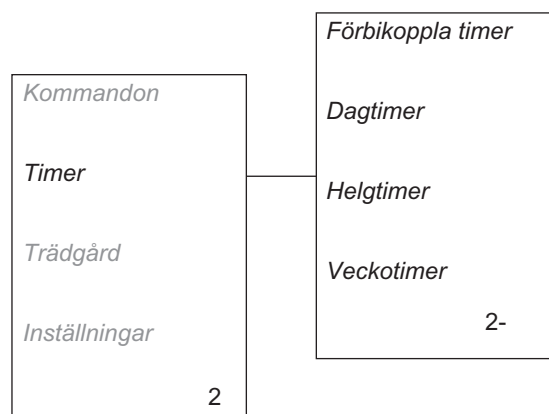 Kommandon
Timer
Trädgård
Inställningar
2
Förbikoppla timer
Dagtimer
Helgtimer
Veckotimer
2-